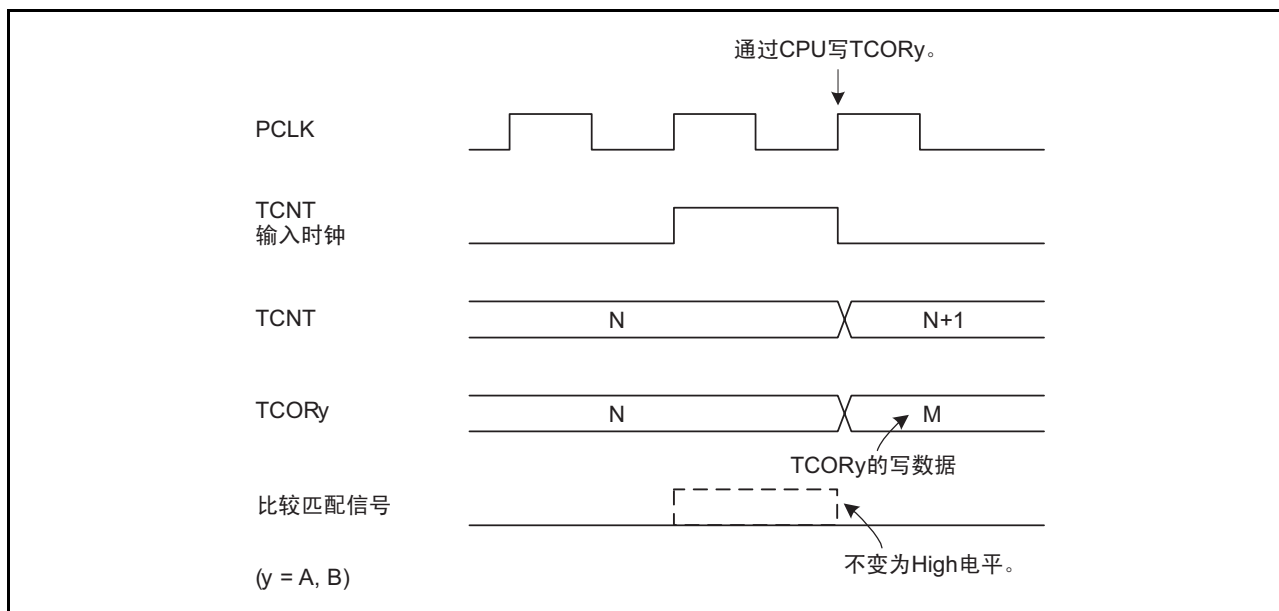 通过CPU写TCORy。
PCLK
TCNT
输入时钟
TCNT
N
N+1
TCORy
N
M
TCORy的写数据
比较匹配信号
不变为High电平。
(y = A, B)